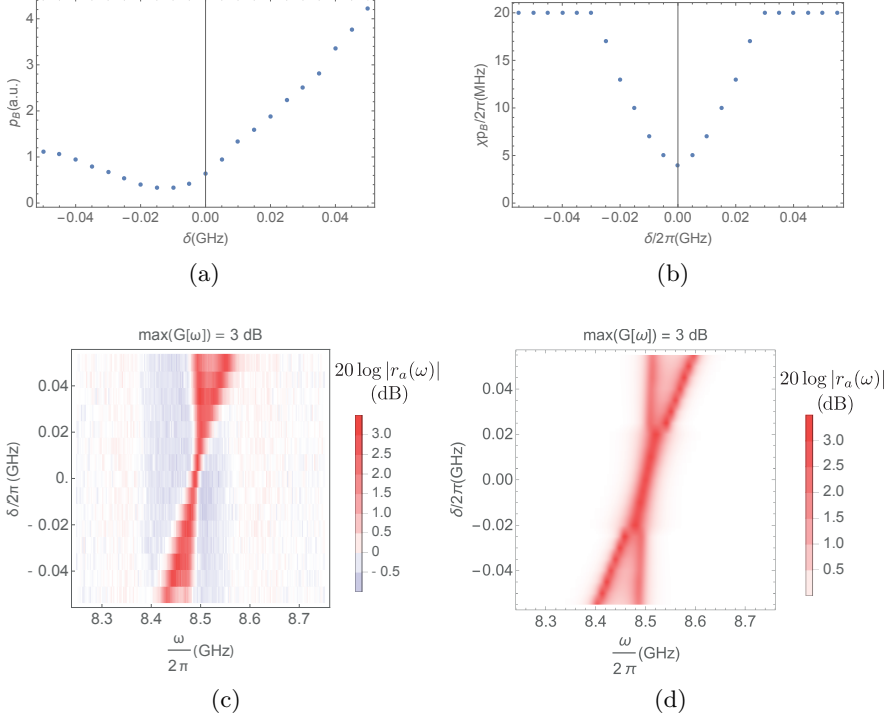 4
3
2
1
0
p_B(a.u.)
−0.04 −0.02 0.00 0.02 0.04
δ(GHz)
(a)
20
15
10
5
0
χp_B/2π(MHz)
−0.04 −0.02 0.00 0.02 0.04
δ/2π(GHz)
(b)
max(G[ω]) = 3 dB
0.04
0.02
0.
- 0.02
- 0.04
δ/2π(GHz)
8.3 8.4 8.5 8.6 8.7
ω/2π(GHz)
20 log |r_a(ω)|
(dB)
3.0
2.5
2.0
1.5
1.0
0.5
0
- 0.5
(c)
max(G[ω]) = 3 dB
0.04
0.02
0.00
−0.02
−0.04
δ/2π(GHz)
8.3 8.4 8.5 8.6 8.7
ω/2π(GHz)
20 log |r_a(ω)|
(dB)
3.0
2.5
2.0
1.5
1.0
0.5
(d)